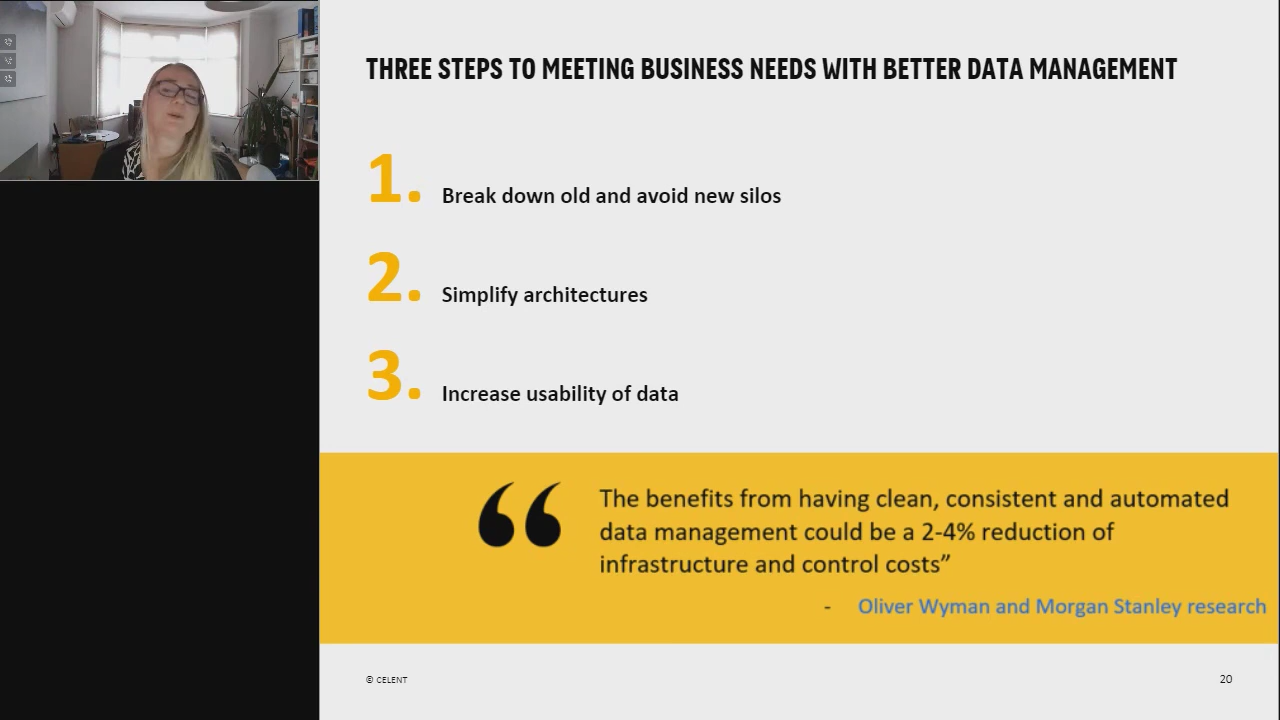 THREE STEPS TO MEETING BUSINESS NEEDS WITH BETTER DATA MANAGEMENT
1. Break down old and avoid new silos
2. Simplify architectures
3. Increase usability of data
“The benefits from having clean, consistent and automated
data management could be a 2-4% reduction of
infrastructure and control costs”
- Oliver Wyman and Morgan Stanley research
© CELENT
20